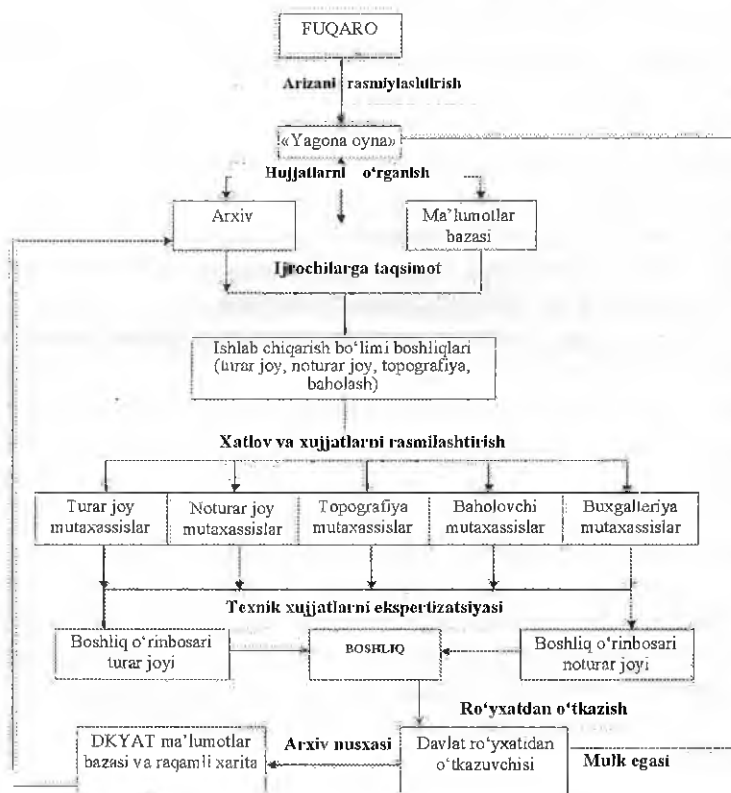 FUQARO
Arizani rasmiylashtirish
«Yagona oyna»
Hujjatlarni o‘rganish
Arxiv
Ma’lumotlar
bazasi
Ijrochilarga taqsimot
Ishlab chiqarish bo‘limi boshliqlari
(turar joy, noturar joy, topografiya,
baholash)
Xatlov va xujjatlarni rasmilashtirish
Turar joy
mutaxassislar
Noturar joy
mutaxassislar
Topografiya
mutaxassislar
Baholovchi
mutaxassislar
Buxgalleriya
mutaxassislar
Texnik xujjatlarni ekspertizatsiyasi
Boshliq o‘rinbosari
turar joyi
BOSHLIQ
Boshliq o‘rinbosari
noturar joyi
Ro‘yxatdan o‘tkazish
DKYAT ma’lumotlar
bazasi va raqamli xarita
Arxiv nusxasi
Davlat ro‘yxatidan
o‘tkazuvchisi
Mulk egasi